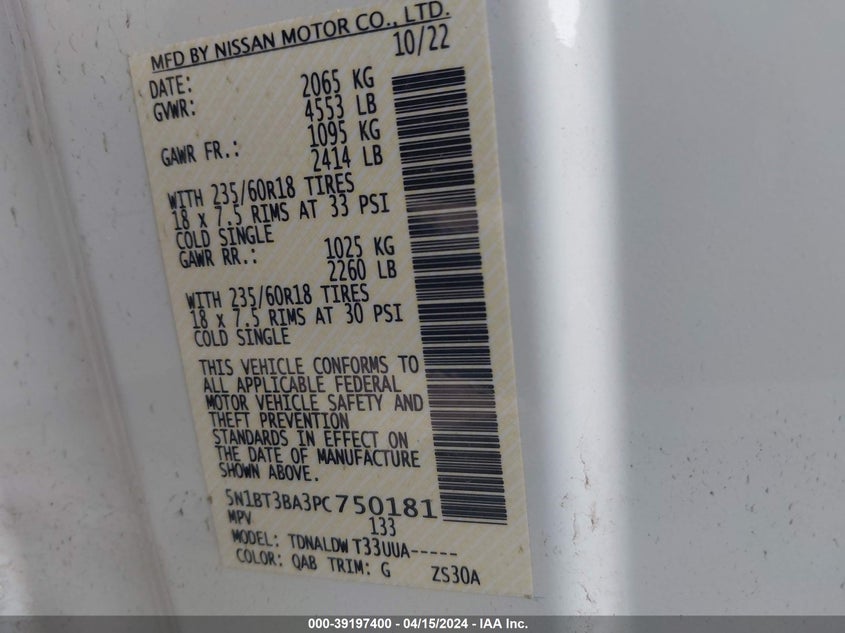 MFD BY NISSAN MOTOR CO., LTD.
DATE: 10/22
GVWR: 2065 KG
4553 LB
GAWR FR.: 1095 KG
2414 LB
WITH 235/60R18 TIRES
18 x 7.5 RIMS AT 33 PSI
COLD SINGLE
GAWR RR.: 1025 KG
2260 LB
WITH 235/60R18 TIRES
18 x 7.5 RIMS AT 30 PSI
COLD SINGLE
THIS VEHICLE CONFORMS TO
ALL APPLICABLE FEDERAL
MOTOR VEHICLE SAFETY AND
THEFT PREVENTION
STANDARDS IN EFFECT ON
THE DATE OF MANUFACTURE
SHOWN ABOVE.
5N1BT3BA3PC750181
MPV 133
MODEL: TDNALDW T33UUA-----
COLOR: QAB TRIM: G ZS30A
000-39197400 - 04/15/2024 - IAA Inc.